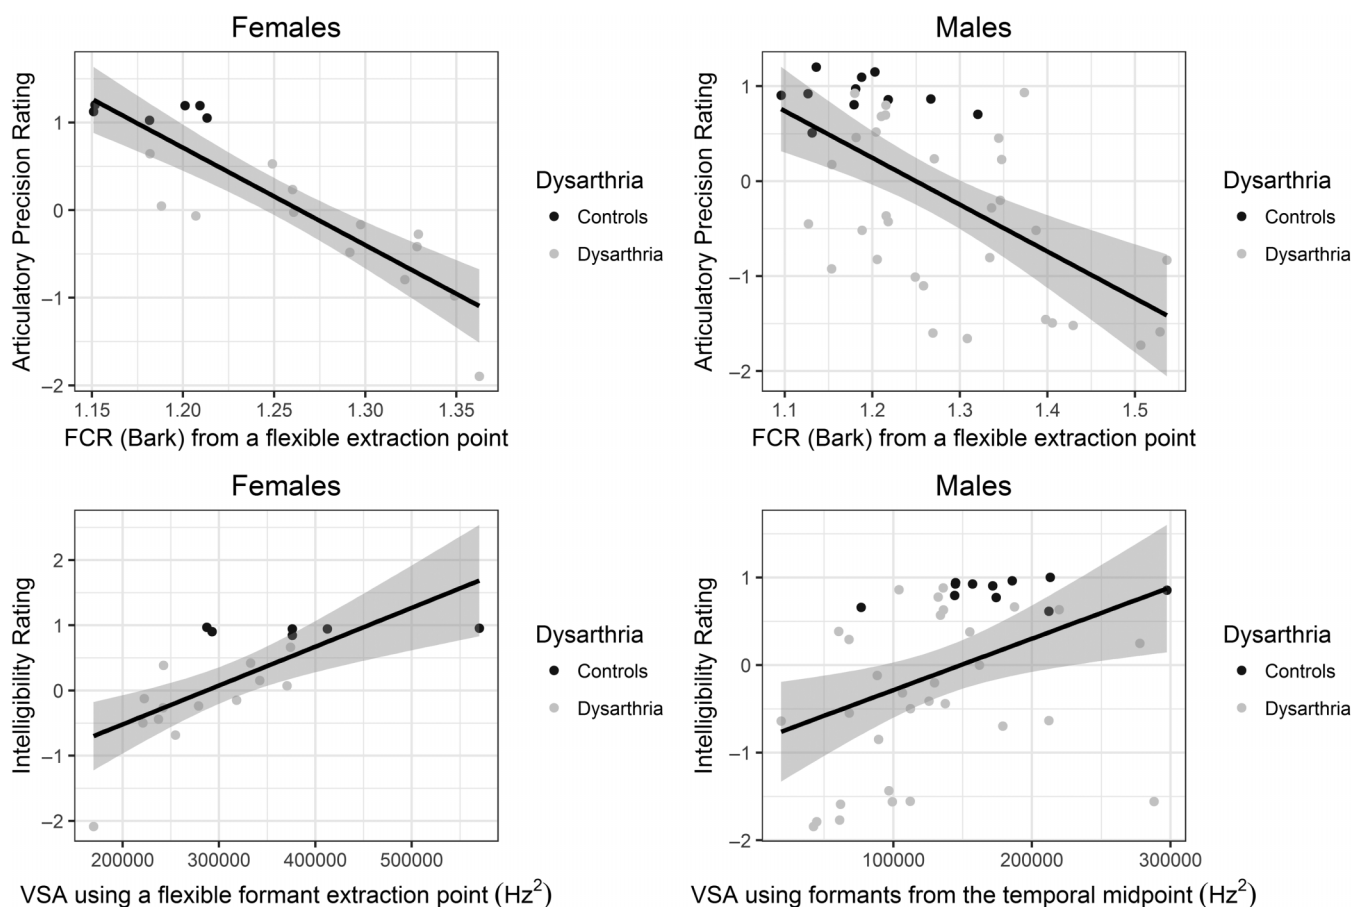 Females
Articulatory Precision Rating
1
0
−1
−2
1.15 1.20 1.25 1.30 1.35
FCR (Bark) from a flexible extraction point
Dysarthria
Controls
Dysarthria
Males
Articulatory Precision Rating
1
0
−1
−2
1.1 1.2 1.3 1.4 1.5
FCR (Bark) from a flexible extraction point
Dysarthria
Controls
Dysarthria
Females
Intelligibility Rating
2
1
0
−1
−2
200000 300000 400000 500000
VSA using a flexible formant extraction point (Hz²)
Dysarthria
Controls
Dysarthria
Males
Intelligibility Rating
1
0
−1
−2
100000 200000 300000
VSA using formants from the temporal midpoint (Hz²)
Dysarthria
Controls
Dysarthria